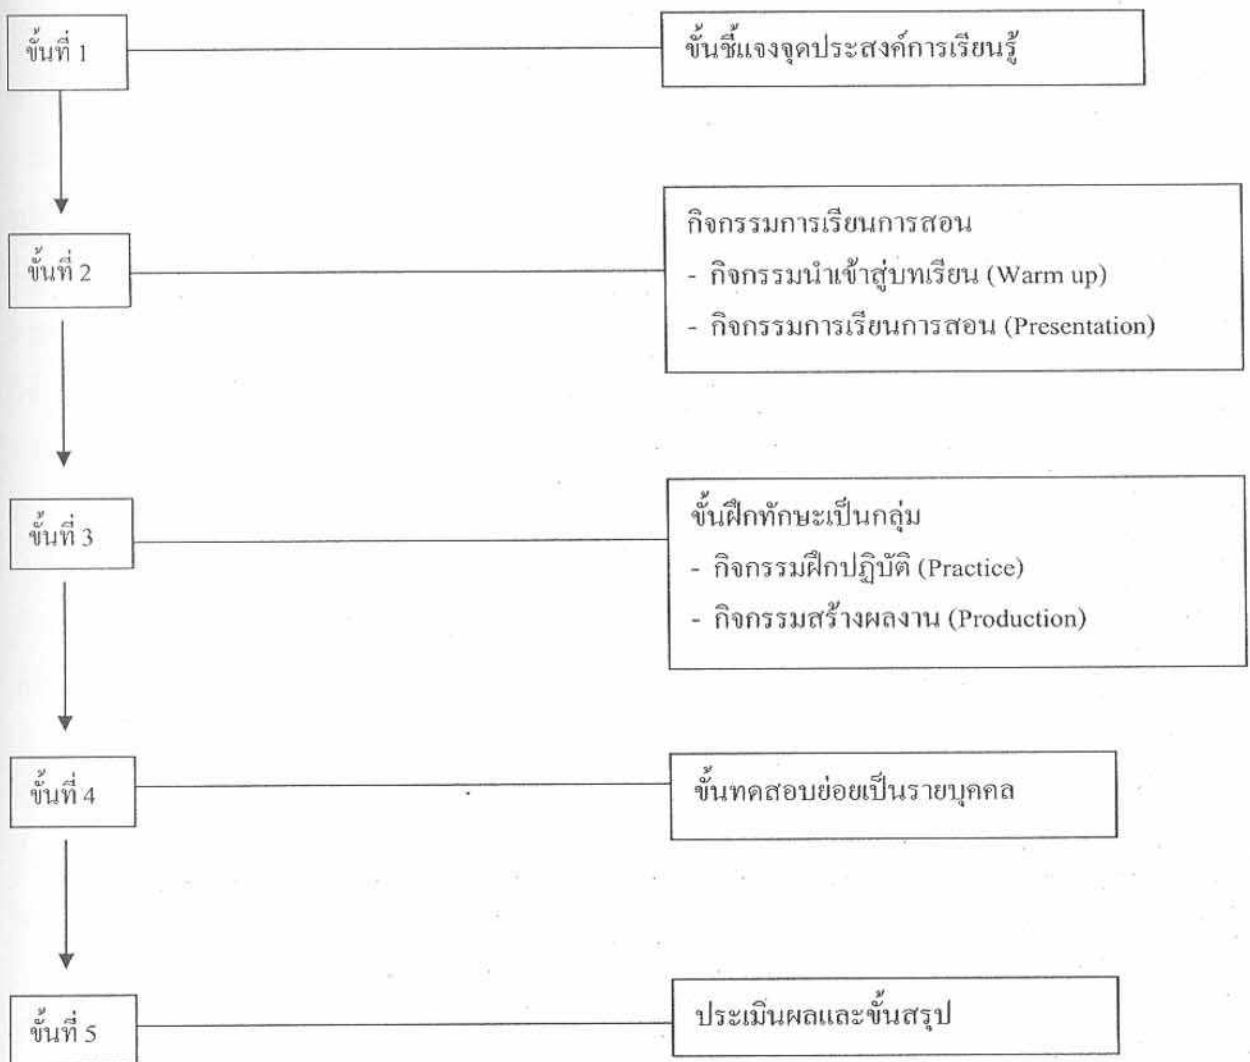 ขั้นที่ 1
ขั้นชี้แจงจุดประสงค์การเรียนรู้
ขั้นที่ 2
กิจกรรมการเรียนการสอน
- กิจกรรมนำเข้าสู่บทเรียน (Warm up)
- กิจกรรมการเรียนการสอน (Presentation)
ขั้นที่ 3
ขั้นฝึกทักษะเป็นกลุ่ม
- กิจกรรมฝึกปฏิบัติ (Practice)
- กิจกรรมสร้างผลงาน (Production)
ขั้นที่ 4
ขั้นทดสอบย่อยเป็นรายบุคคล
ขั้นที่ 5
ประเมินผลและขั้นสรุป